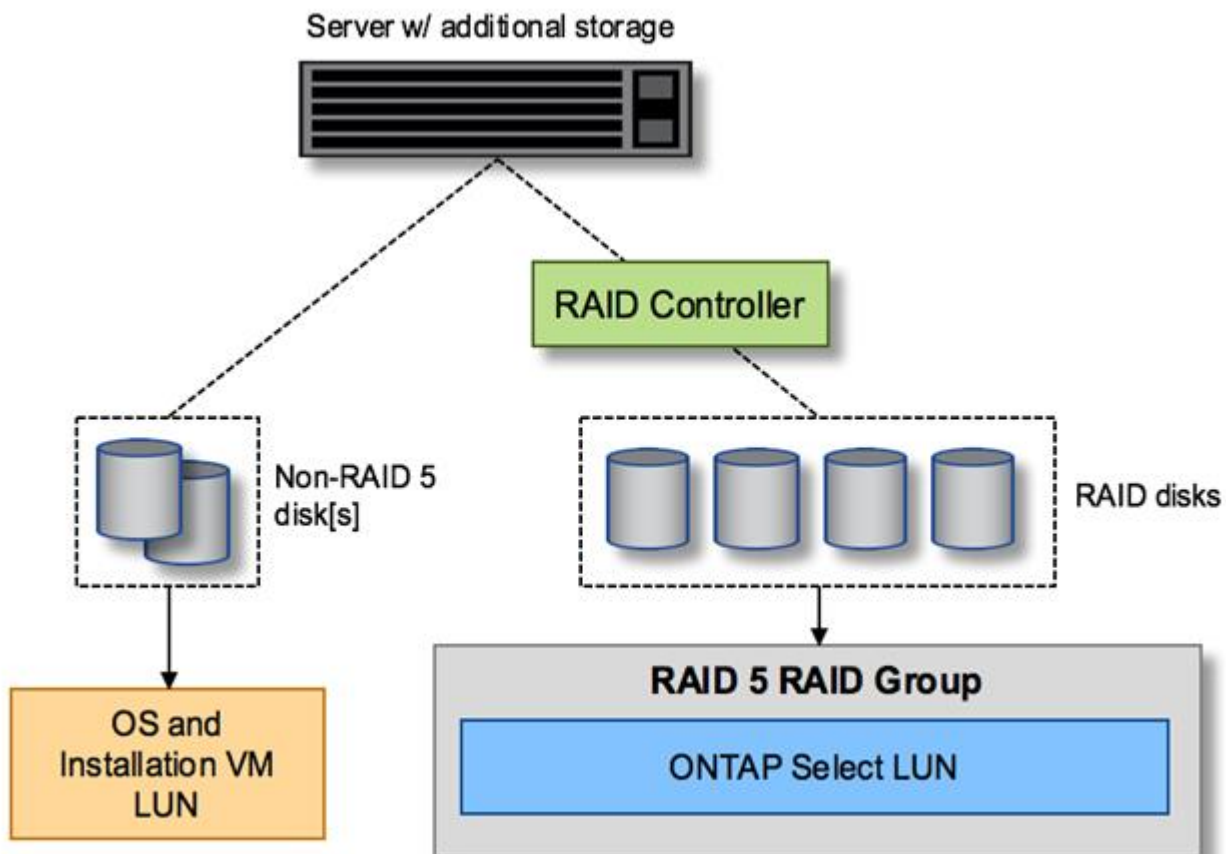 Server w/ additional storage
RAID Controller
Non-RAID 5
disk[s]
RAID disks
OS and
Installation VM
LUN
RAID 5 RAID Group
ONTAP Select LUN